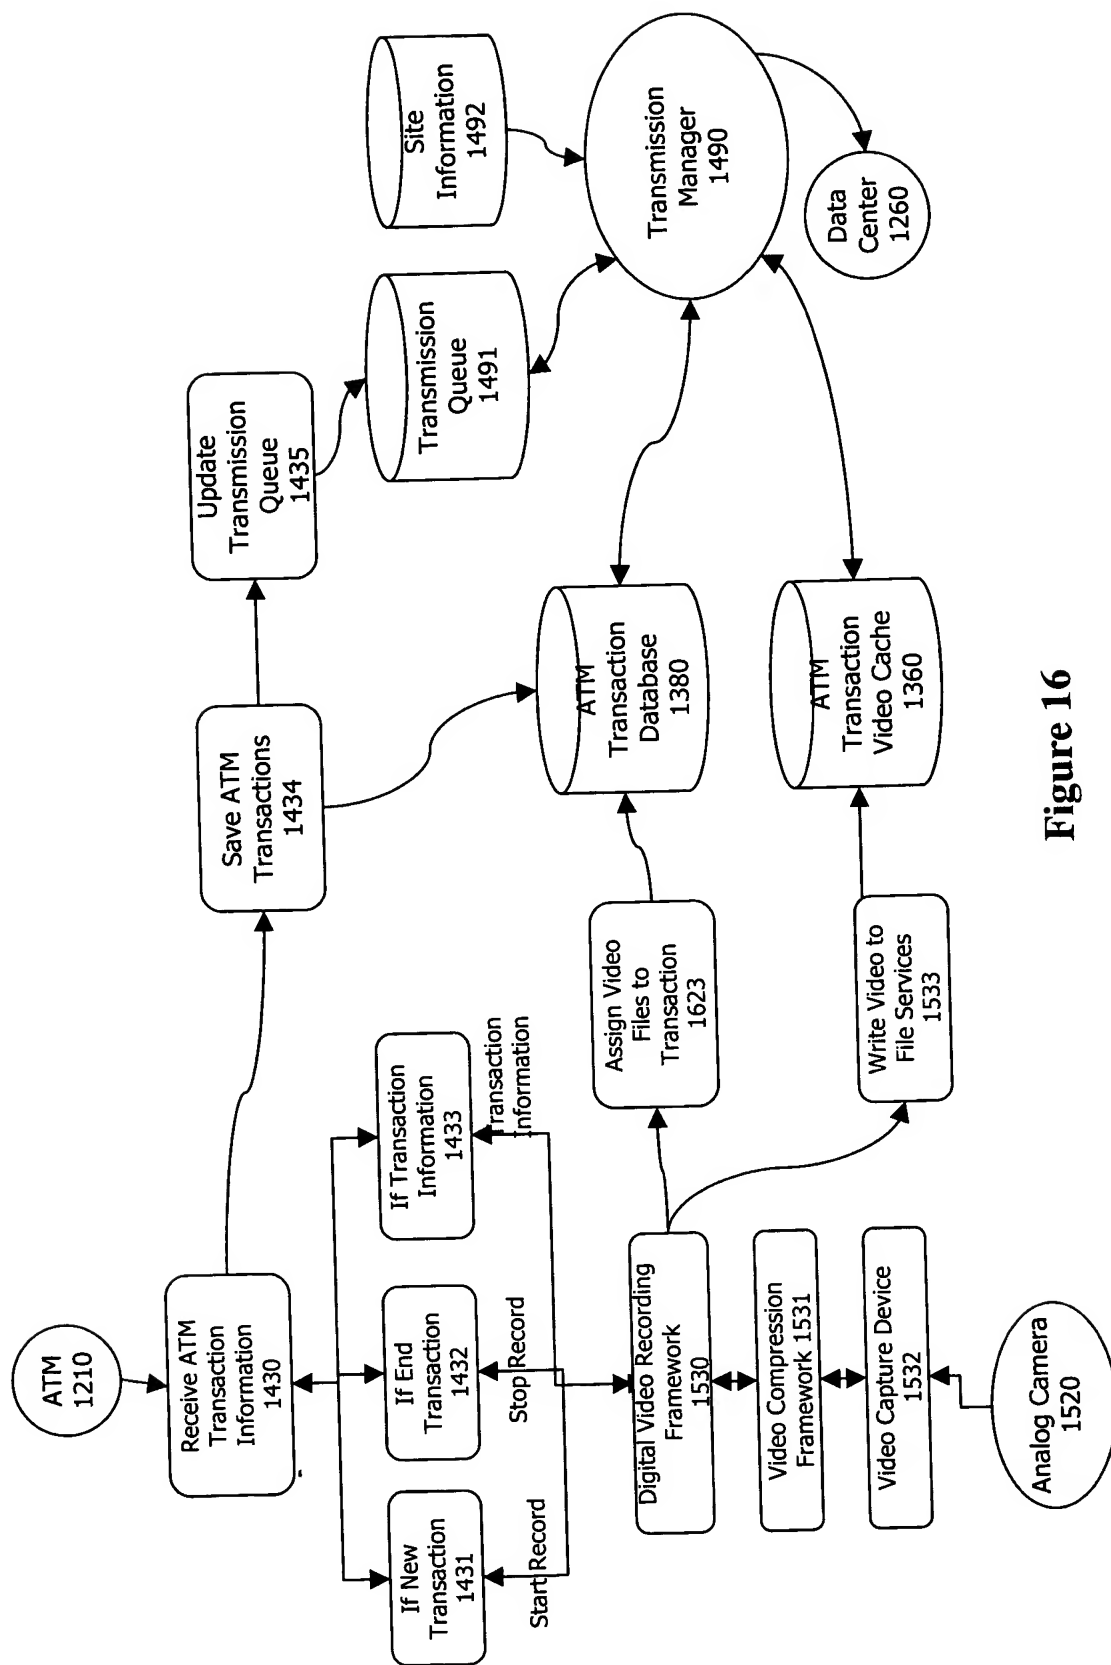 ATM
1210
Receive ATM
Transaction
Information
1430
Save ATM
Transactions
1434
Update
Transmission
Queue
1435
If New
Transaction
1431
If End
Transaction
1432
If Transaction
Information
1433
Start Record
Stop Record
Transaction
Information
Transmission
Queue
1491
Site
Information
1492
Transmission
Manager
1490
Data
Center
1260
Digital Video Recording
Framework
1530
Assign Video
Files to
Transaction
1623
ATM
Transaction
Database
1380
Video Compression
Framework 1531
Video Capture Device
1532
Write Video to
File Services
1533
ATM
Transaction
Video Cache
1360
Analog Camera
1520
Figure 16